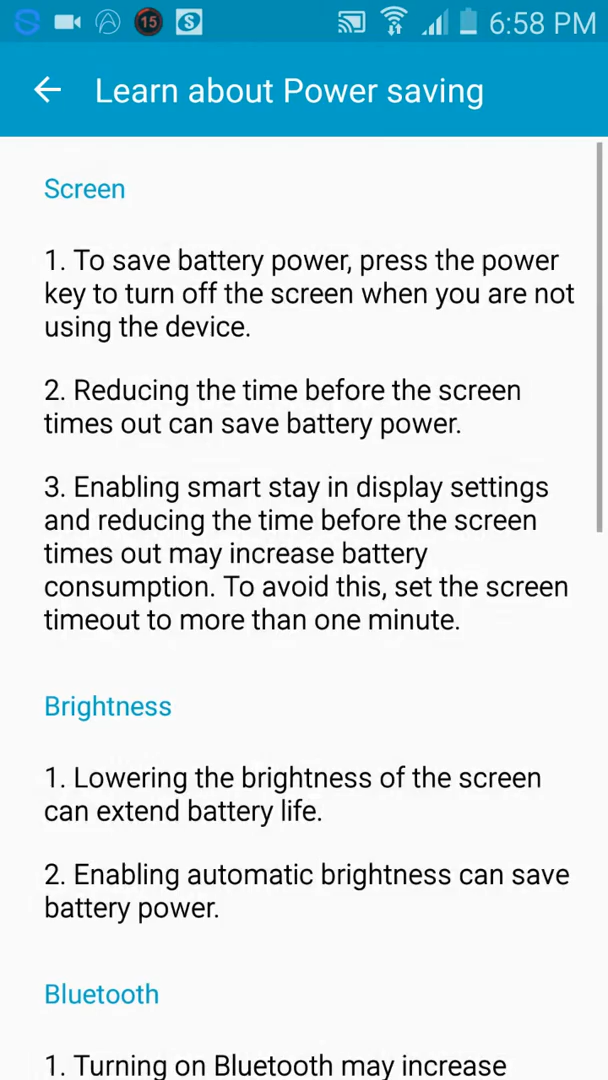 15
S
6:58 PM
Learn about Power saving
Screen
1. To save battery power, press the power
key to turn off the screen when you are not
using the device.
2. Reducing the time before the screen
times out can save battery power.
3. Enabling smart stay in display settings
and reducing the time before the screen
times out may increase battery
consumption. To avoid this, set the screen
timeout to more than one minute.
Brightness
1. Lowering the brightness of the screen
can extend battery life.
2. Enabling automatic brightness can save
battery power.
Bluetooth
1. Turning on Bluetooth may increase